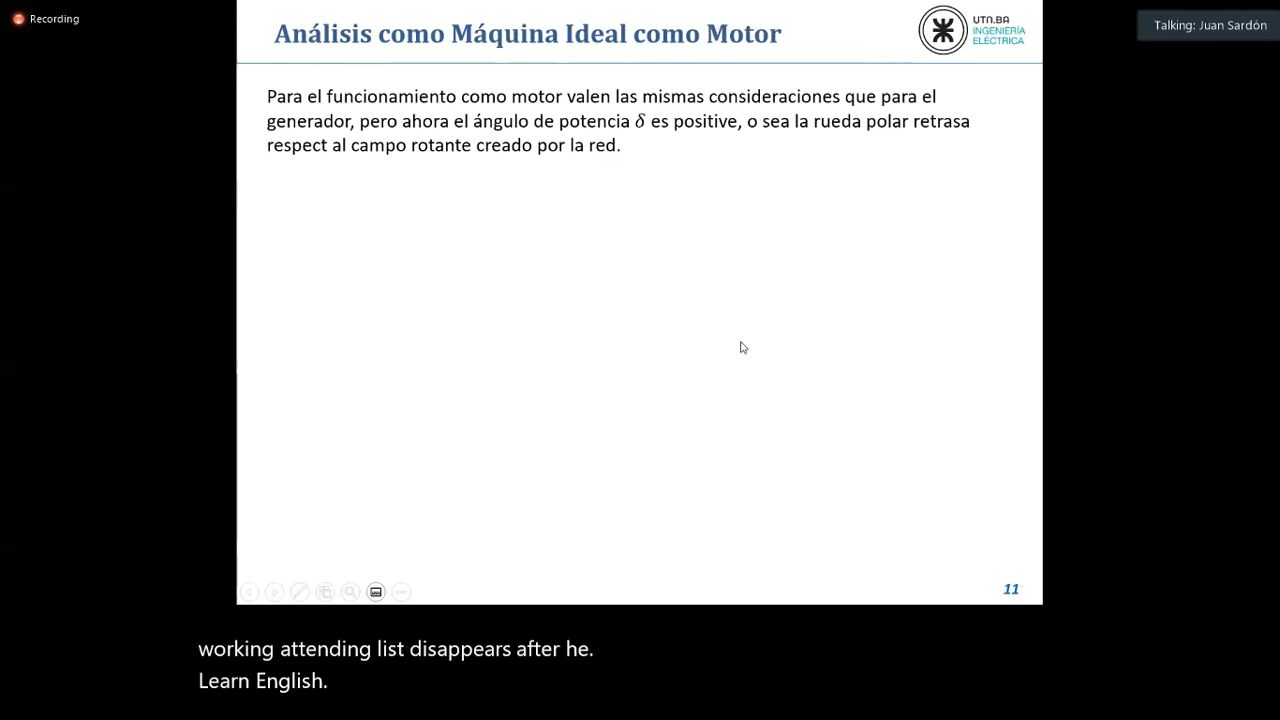 Recording
Análisis como Máquina Ideal como Motor
UTN.BA
INGENIERÍA
ELÉCTRICA
Talking: Juan Sardón
Para el funcionamiento como motor valen las mismas consideraciones que para el
generador, pero ahora el ángulo de potencia δ es positive, o sea la rueda polar retrasa
respect al campo rotante creado por la red.
11
working attending list disappears after he.
Learn English.